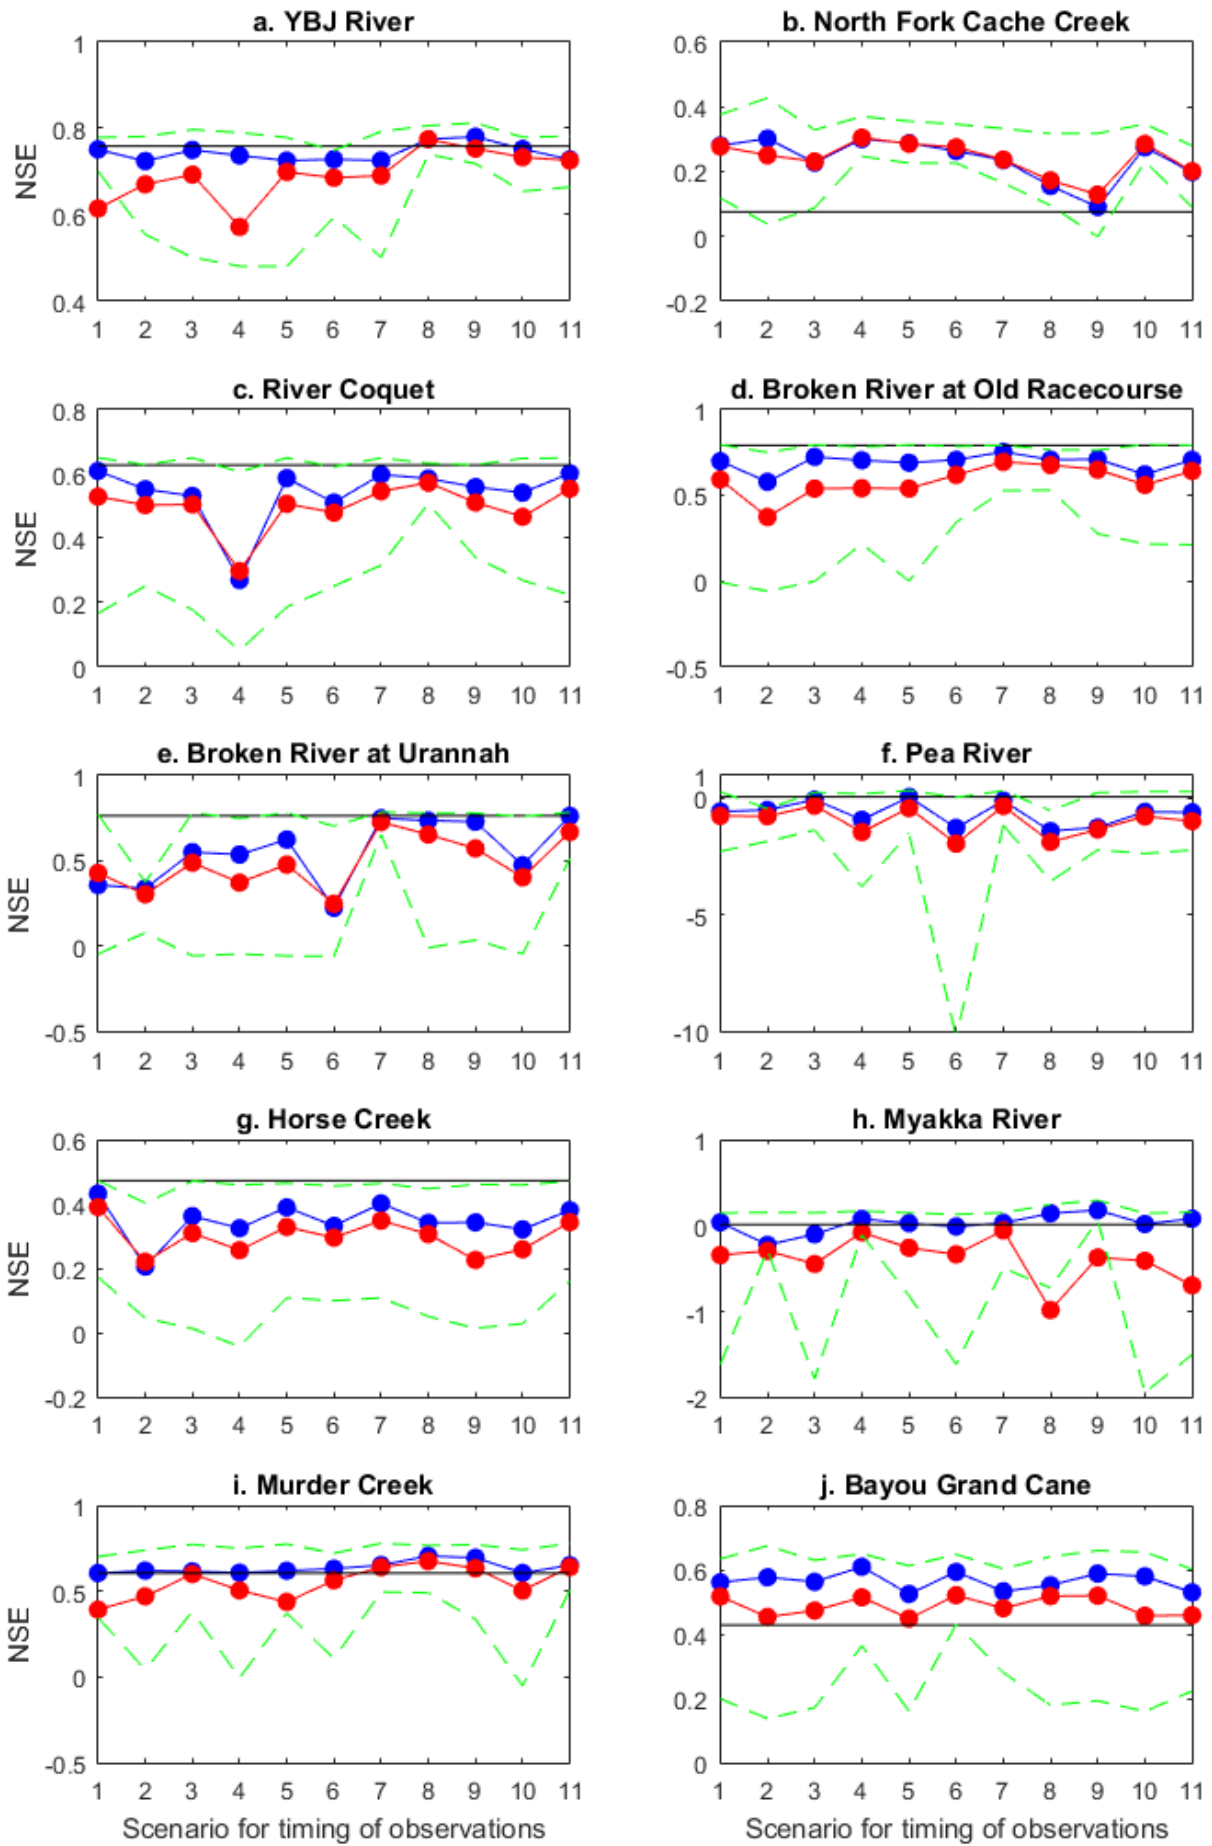 a. YBJ River
NSE
1
0.8
0.6
0.4
1 2 3 4 5 6 7 8 9 10 11
b. North Fork Cache Creek
0.6
0.4
0.2
0
-0.2
1 2 3 4 5 6 7 8 9 10 11
c. River Coquet
NSE
0.8
0.6
0.4
0.2
0
1 2 3 4 5 6 7 8 9 10 11
d. Broken River at Old Racecourse
1
0.5
0
-0.5
1 2 3 4 5 6 7 8 9 10 11
e. Broken River at Urannah
NSE
1
0.5
0
-0.5
1 2 3 4 5 6 7 8 9 10 11
f. Pea River
1
0
-5
-10
1 2 3 4 5 6 7 8 9 10 11
g. Horse Creek
NSE
0.6
0.4
0.2
0
-0.2
1 2 3 4 5 6 7 8 9 10 11
h. Myakka River
1
0
-1
-2
1 2 3 4 5 6 7 8 9 10 11
i. Murder Creek
NSE
1
0.5
0
-0.5
1 2 3 4 5 6 7 8 9 10 11
Scenario for timing of observations
j. Bayou Grand Cane
0.8
0.6
0.4
0.2
0
1 2 3 4 5 6 7 8 9 10 11
Scenario for timing of observations